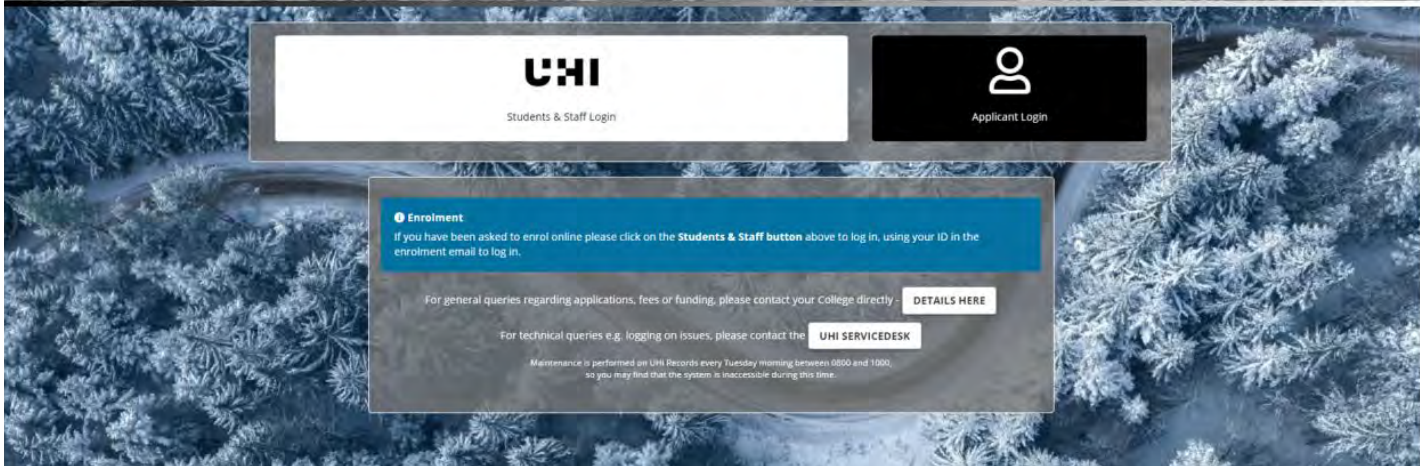 UHI
Students & Staff Login
Applicant Login
Enrolment
If you have been asked to enrol online please click on the Students & Staff button above to log in, using your ID in the
enrolment email to log in.
For general queries regarding applications, fees or funding, please contact your College directly - DETAILS HERE
For technical queries e.g. logging on issues, please contact the UHI SERVICEDESK
Maintenance is performed on UHI Records every Tuesday morning between 0800 and 1000,
so you may find that the system is inaccessible during this time.